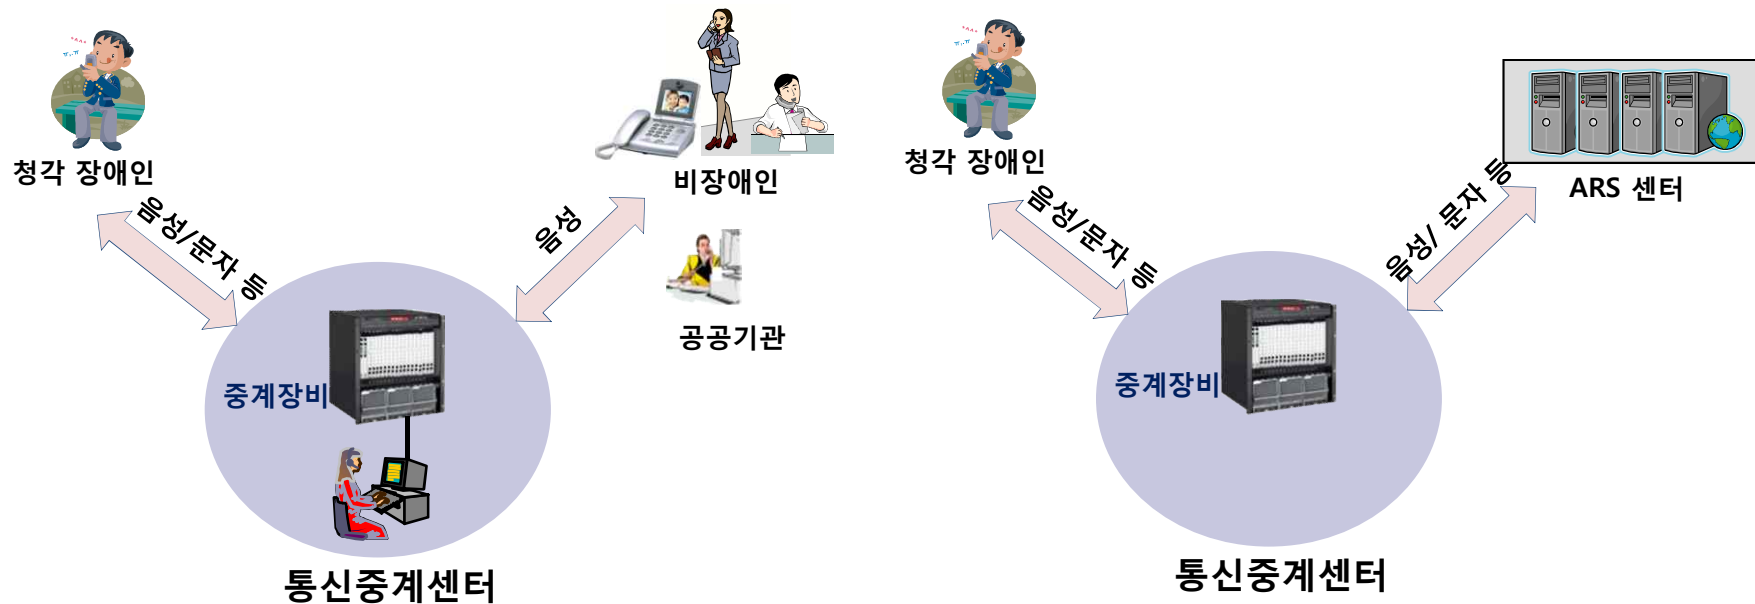 청각 장애인
음성/문자 등
비장애인
음성
공공기관
중계장비
통신중계센터
청각 장애인
음성/문자 등
ARS 센터
음성/ 문자 등
중계장비
통신중계센터